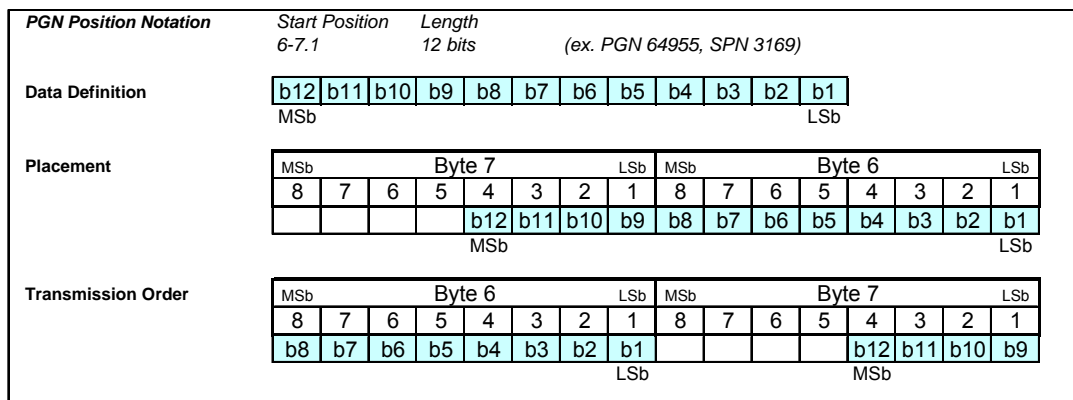 PGN Position Notation Start Position Length
6-7.1 12 bits (ex. PGN 64955, SPN 3169)
Data Definition b12 b11 b10 b9 b8 b7 b6 b5 b4 b3 b2 b1
MSb LSb
Placement MSb Byte 7 LSb MSb Byte 6 LSb
8 7 6 5 4 3 2 1 8 7 6 5 4 3 2 1
b12 b11 b10 b9 b8 b7 b6 b5 b4 b3 b2 b1
MSb LSb
Transmission Order MSb Byte 6 LSb MSb Byte 7 LSb
8 7 6 5 4 3 2 1 8 7 6 5 4 3 2 1
b8 b7 b6 b5 b4 b3 b2 b1 b12 b11 b10 b9
LSb MSb